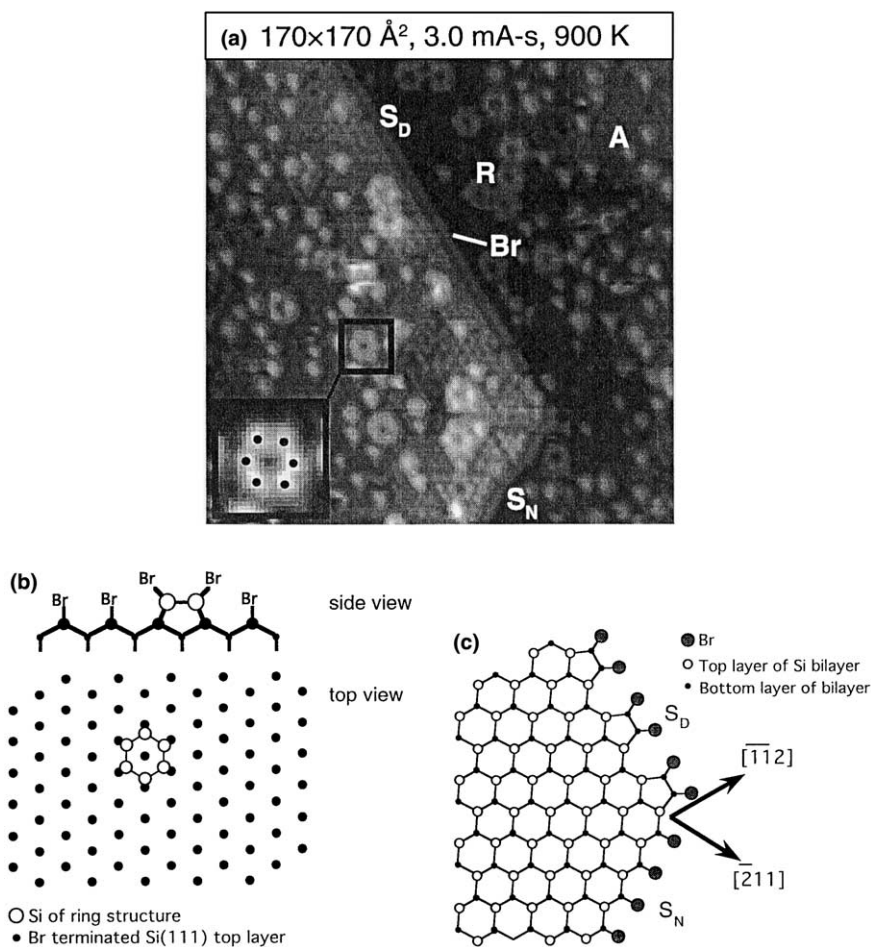 (a) 170×170 Å², 3.0 mA-s, 900 K
S_D
A
R
Br
S_N
(b)
Br Br
Br Br Br
side view
top view
○ Si of ring structure
• Br terminated Si(111) top layer
(c)
Br
○ Top layer of Si bilayer
• Bottom layer of bilayer
S_D
[1̅1̅2]
[2̅11]
S_N